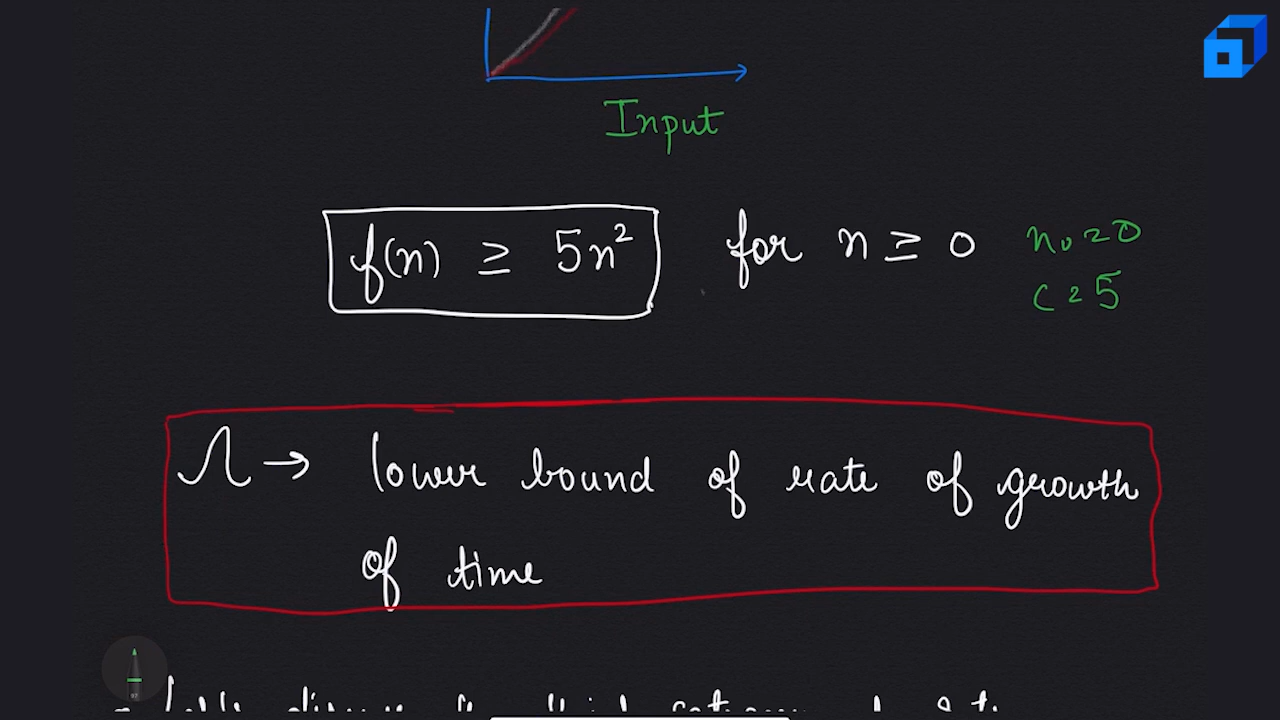 Input
f(n) ≥ 5n² for n ≥ 0
n₀ = 0
c = 5
Ω → lower bound of rate of growth
of time